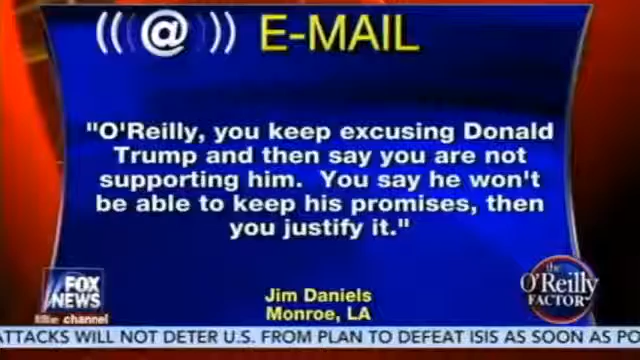 ((( @ ))) E-MAIL
"O'Reilly, you keep excusing Donald
Trump and then say you are not
supporting him. You say he won't
be able to keep his promises, then
you justify it."
Jim Daniels
Monroe, LA
FOX
NEWS
channel
the
O'Reilly
FACTOR
ATTACKS WILL NOT DETER U.S. FROM PLAN TO DEFEAT ISIS AS SOON AS PO